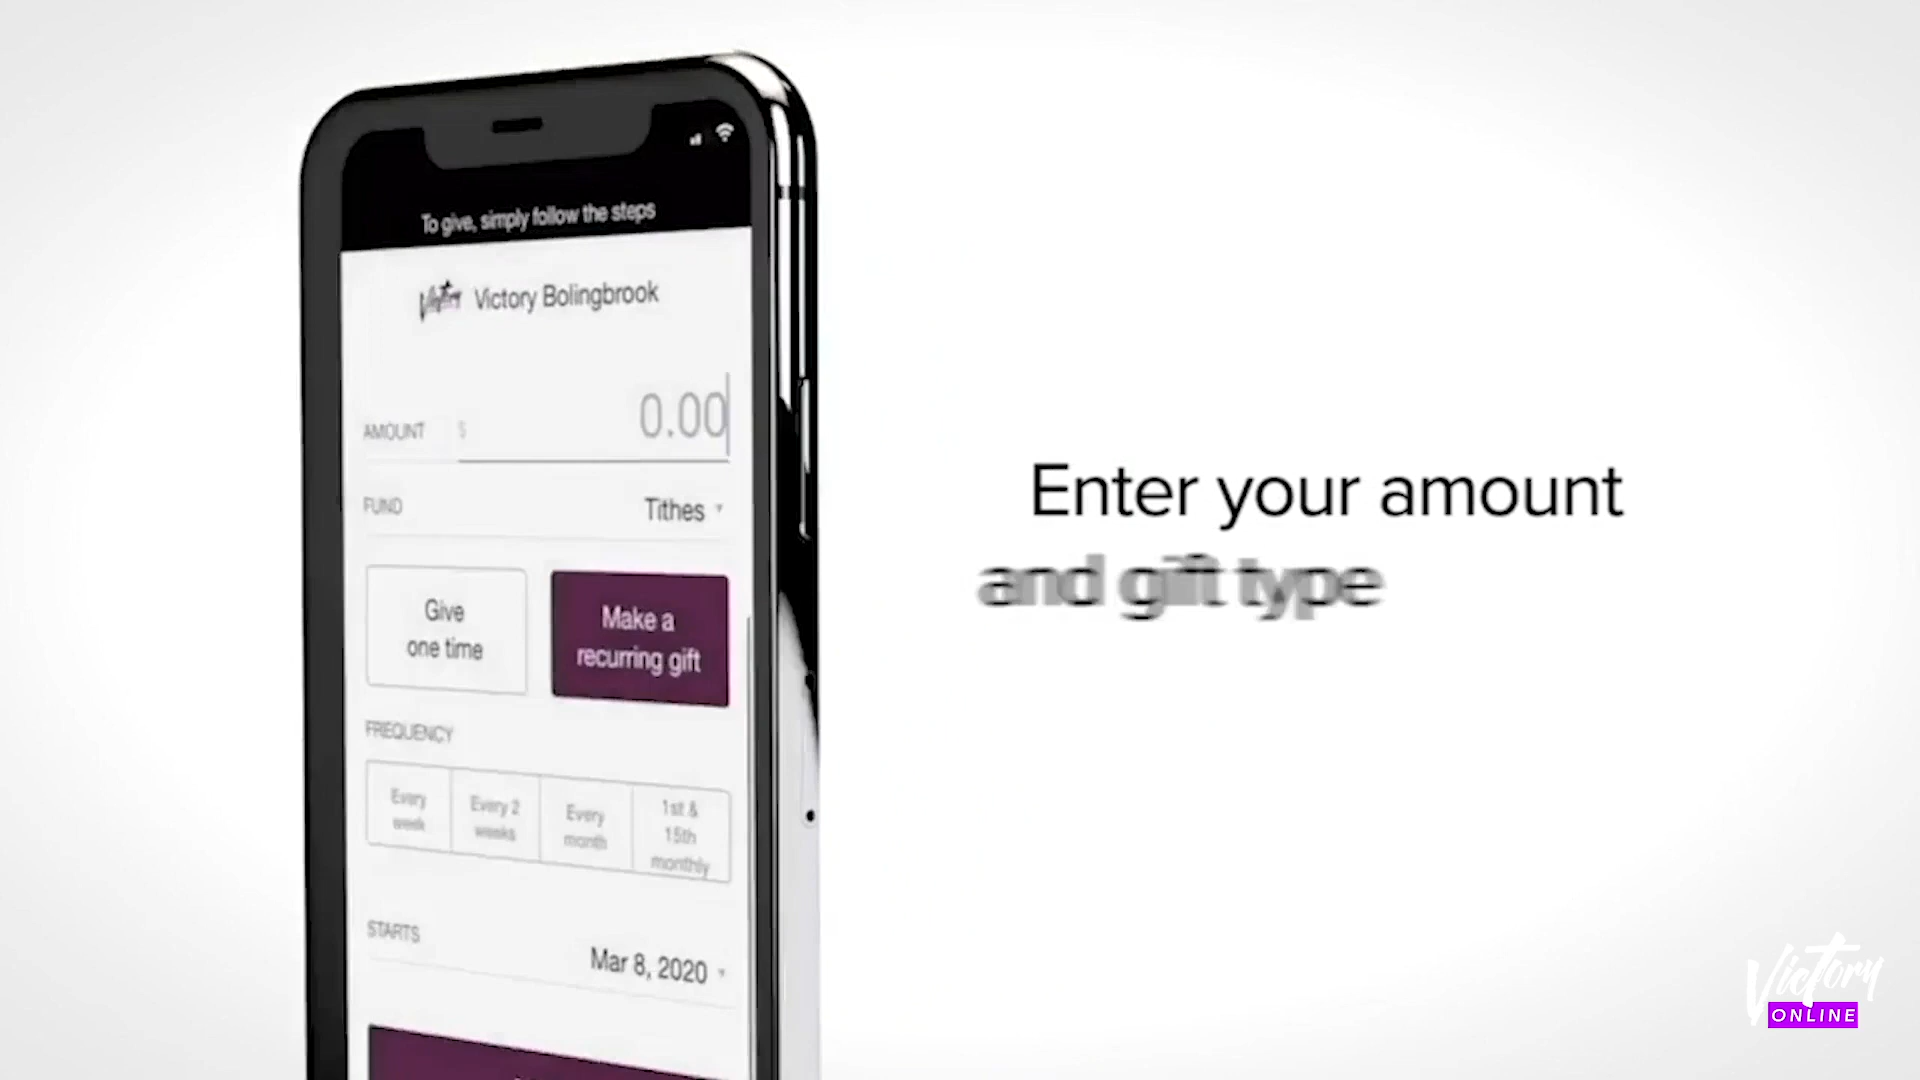 To give, simply follow the steps
Victory Victory Bolingbrook
AMOUNT $ 0.00
FUND Tithes
Give
one time
Make a
recurring gift
FREQUENCY
Every
week
Every 2
weeks
Every
month
1st &
15th
monthly
STARTS
Mar 8, 2020
Enter your amount
and gift type
Victory
ONLINE